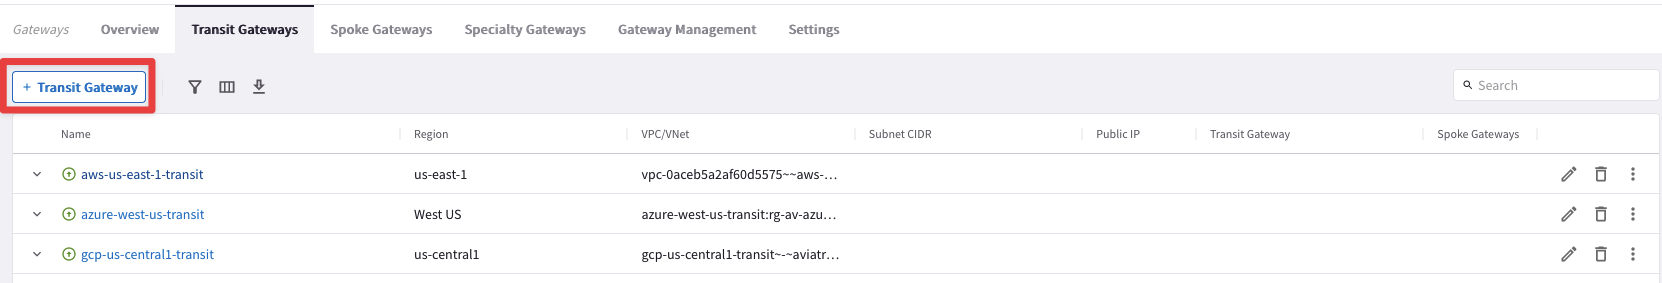 Gateways Overview Transit Gateways Spoke Gateways Specialty Gateways Gateway Management Settings
+ Transit Gateway Search
Name Region VPC/VNet Subnet CIDR Public IP Transit Gateway Spoke Gateways
aws-us-east-1-transit us-east-1 vpc-0aceb5a2af60d5575~~aws-...
azure-west-us-transit West US azure-west-us-transit:rg-av-azu...
gcp-us-central1-transit us-central1 gcp-us-central1-transit~-~aviatr...